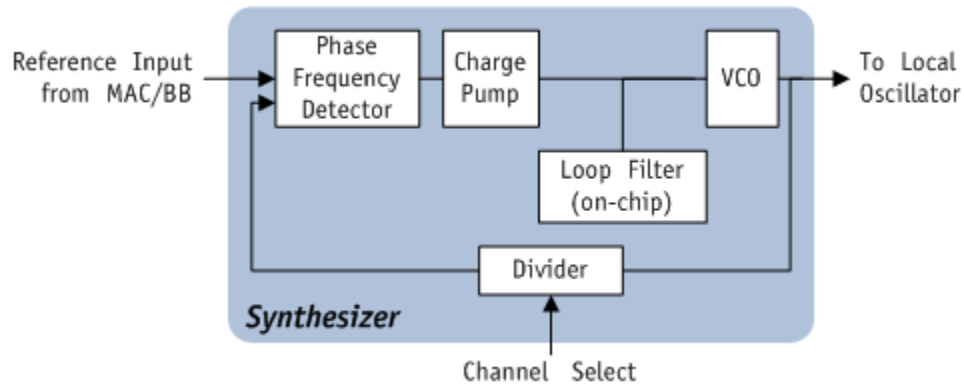 Reference Input
from MAC/BB
Phase
Frequency
Detector
Charge
Pump
VCO
To Local
Oscillator
Loop Filter
(on-chip)
Divider
Synthesizer
Channel Select